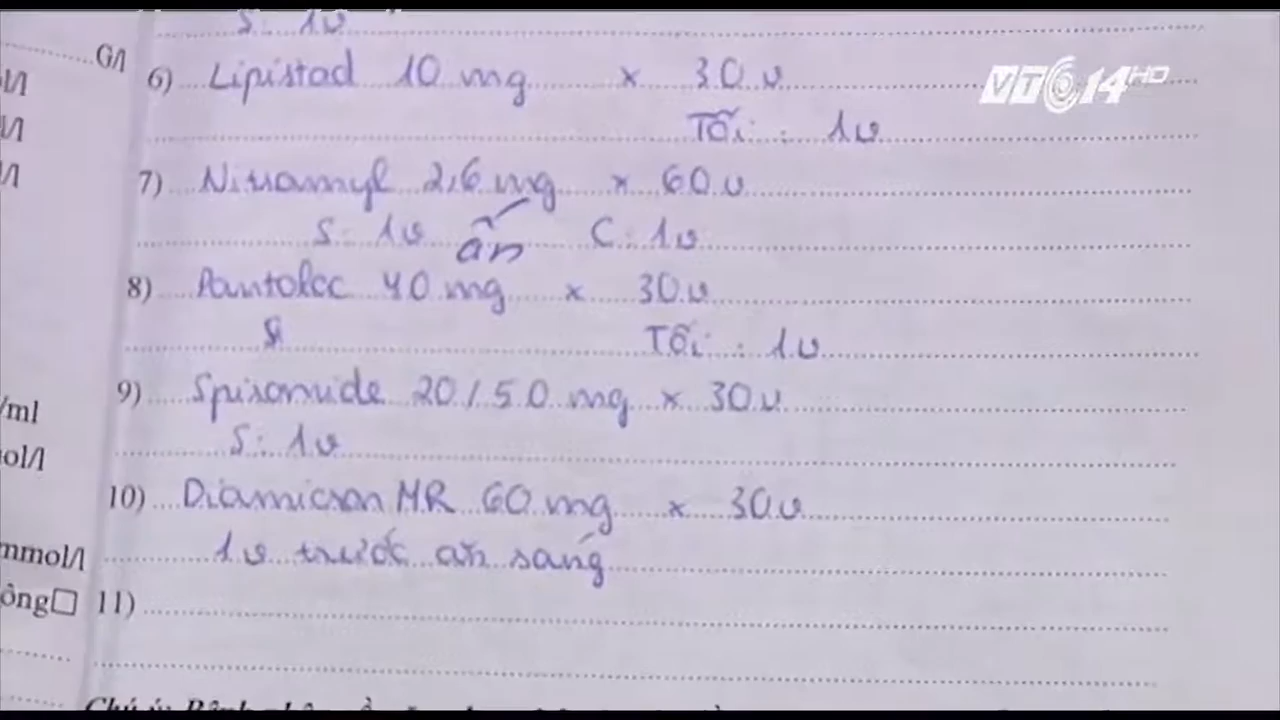 S: 1v
G/l
6) Lipistad 10 mg x 30 v
Tối: 1v
7) Nitramyl 2,6 mg x 60 v
S: 1v C: 1v
ăn
8) Pantoloc 40 mg x 30 v
Tối: 1v
9) Spironide 20/50 mg x 30 v
S: 1v
10) Diamicron MR 60 mg x 30 v
1v trước ăn sáng
11)
/ml
ol/l
mmol/l
ông
VTC14 HD